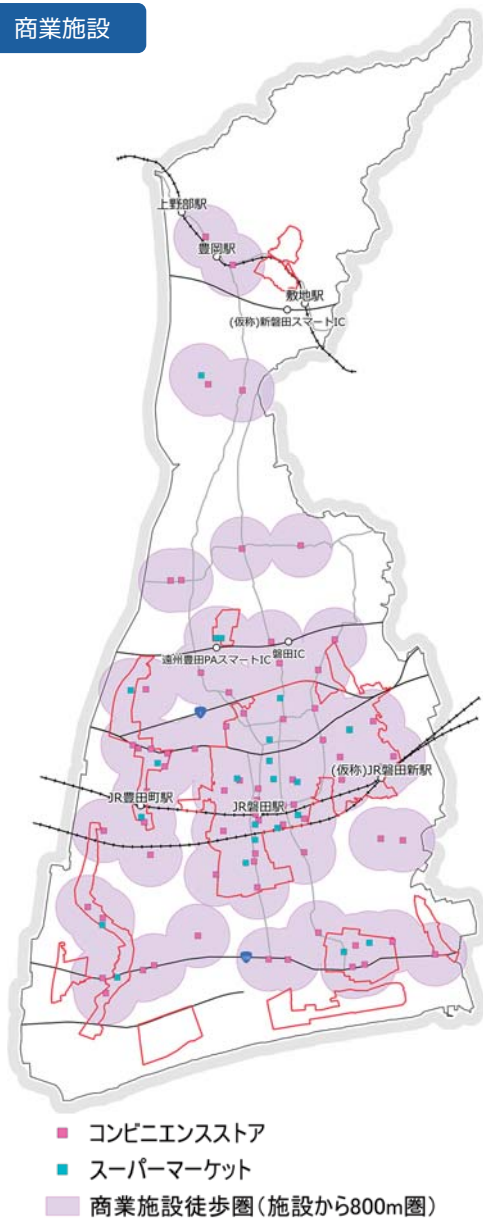 商業施設
上野部駅
豊岡駅
敷地駅
(仮称)新磐田スマートIC
遠州豊田PAスマートIC
磐田IC
(仮称)JR磐田新駅
JR豊田町駅
JR磐田駅
コンビニエンスストア
スーパーマーケット
商業施設徒歩圏(施設から800m圏)